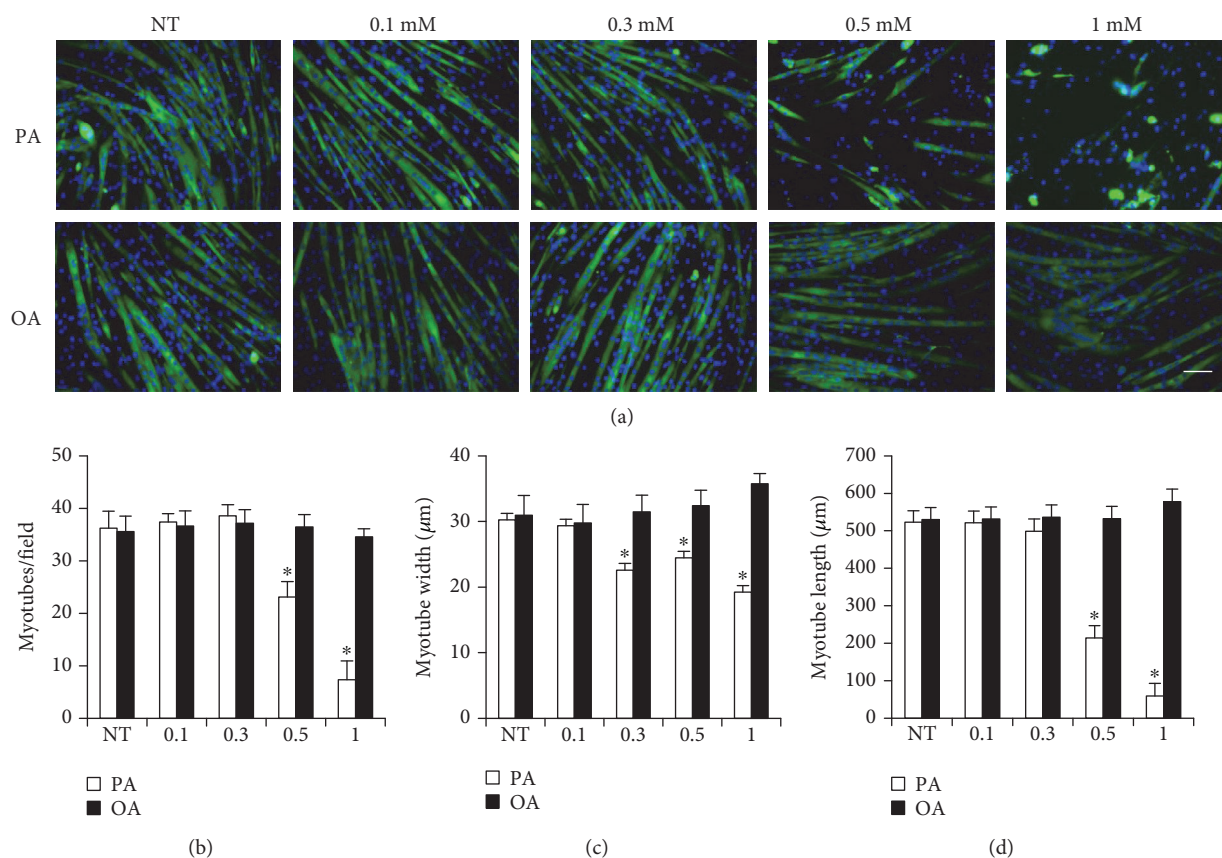 NT 0.1 mM 0.3 mM 0.5 mM 1 mM
PA
OA
(a)
50
40
30
20
10
0
Myotubes/field
*
*
NT 0.1 0.3 0.5 1
PA
OA
(b)
40
30
20
10
0
Myotube width (μm)
*
*
*
NT 0.1 0.3 0.5 1
PA
OA
(c)
700
600
500
400
300
200
100
0
Myotube length (μm)
*
*
NT 0.1 0.3 0.5 1
PA
OA
(d)